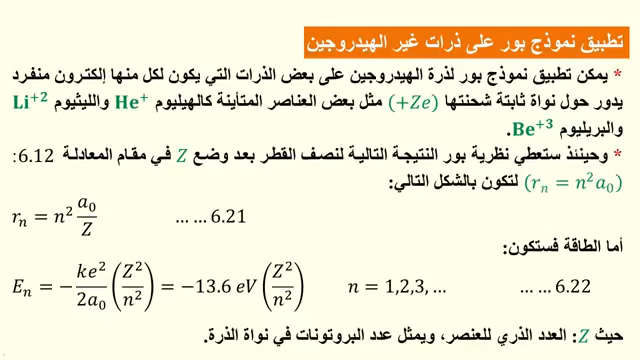 تطبيق نموذج بور على ذرات غير الهيدروجين
* يمكن تطبيق نموذج بور لذرة الهيدروجين على بعض الذرات التي يكون لكل منها إلكترون منفرد
يدور حول نواة ثابتة شحنتها (+Ze) مثل بعض العناصر المتأينة كالهيليوم He⁺ والليثيوم Li⁺²
والبريليوم Be⁺³.
* وحينئذ ستعطي نظرية بور النتيجة التالية لنصف القطر بعد وضع Z في مقام المعادلة 6.12:
(rₙ = n²a₀) لتكون بالشكل التالي:
rₙ = n² a₀/Z … … 6.21
أما الطاقة فستكون:
Eₙ = −ke²/2a₀ (Z²/n²) = −13.6 eV (Z²/n²) n = 1,2,3, … … … 6.22
حيث Z: العدد الذري للعنصر، ويمثل عدد البروتونات في نواة الذرة.